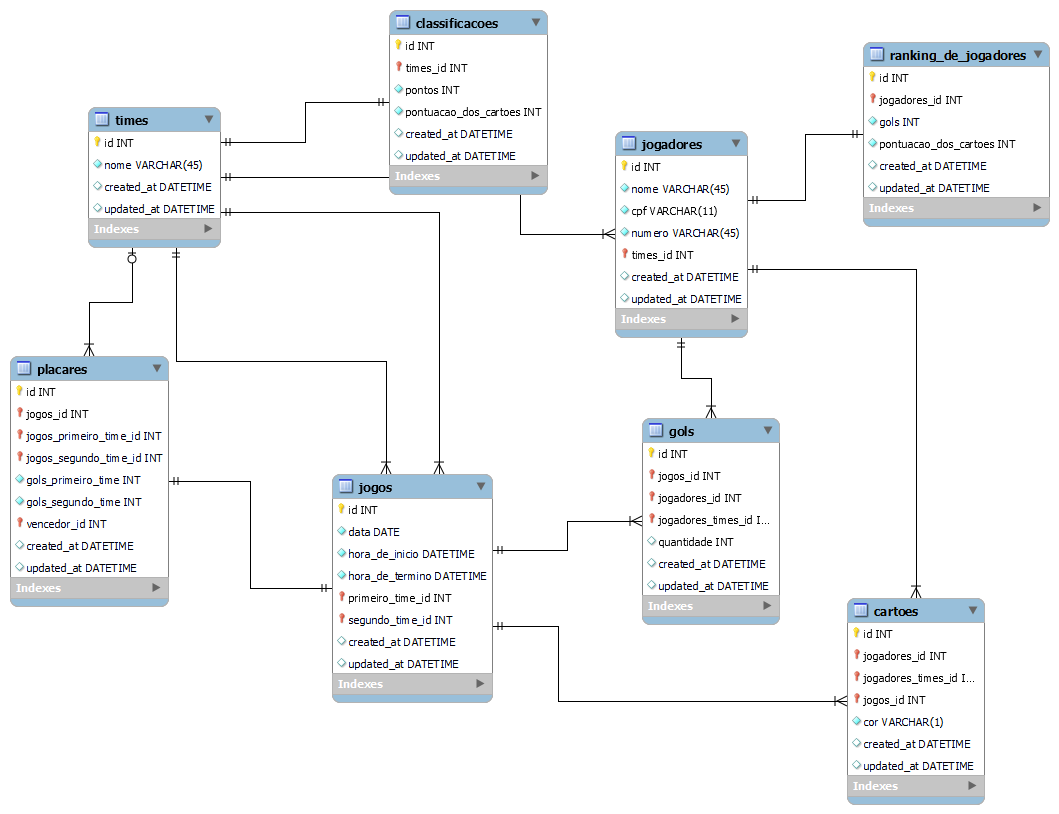 classificacoes
id INT
times_id INT
pontos INT
pontuacao_dos_cartoes INT
created_at DATETIME
updated_at DATETIME
Indexes
ranking_de_jogadores
id INT
jogadores_id INT
gols INT
pontuacao_dos_cartoes INT
created_at DATETIME
updated_at DATETIME
Indexes
times
id INT
nome VARCHAR(45)
created_at DATETIME
updated_at DATETIME
Indexes
jogadores
id INT
nome VARCHAR(45)
cpf VARCHAR(11)
numero VARCHAR(45)
times_id INT
created_at DATETIME
updated_at DATETIME
Indexes
placares
id INT
jogos_id INT
jogos_primeiro_time_id INT
jogos_segundo_time_id INT
gols_primeiro_time INT
gols_segundo_time INT
vencedor_id INT
created_at DATETIME
updated_at DATETIME
Indexes
jogos
id INT
data DATE
hora_de_inicio DATETIME
hora_de_termino DATETIME
primeiro_time_id INT
segundo_time_id INT
created_at DATETIME
updated_at DATETIME
Indexes
gols
id INT
jogos_id INT
jogadores_id INT
jogadores_times_id I...
quantidade INT
created_at DATETIME
updated_at DATETIME
Indexes
cartoes
id INT
jogadores_id INT
jogadores_times_id I...
jogos_id INT
cor VARCHAR(1)
created_at DATETIME
updated_at DATETIME
Indexes